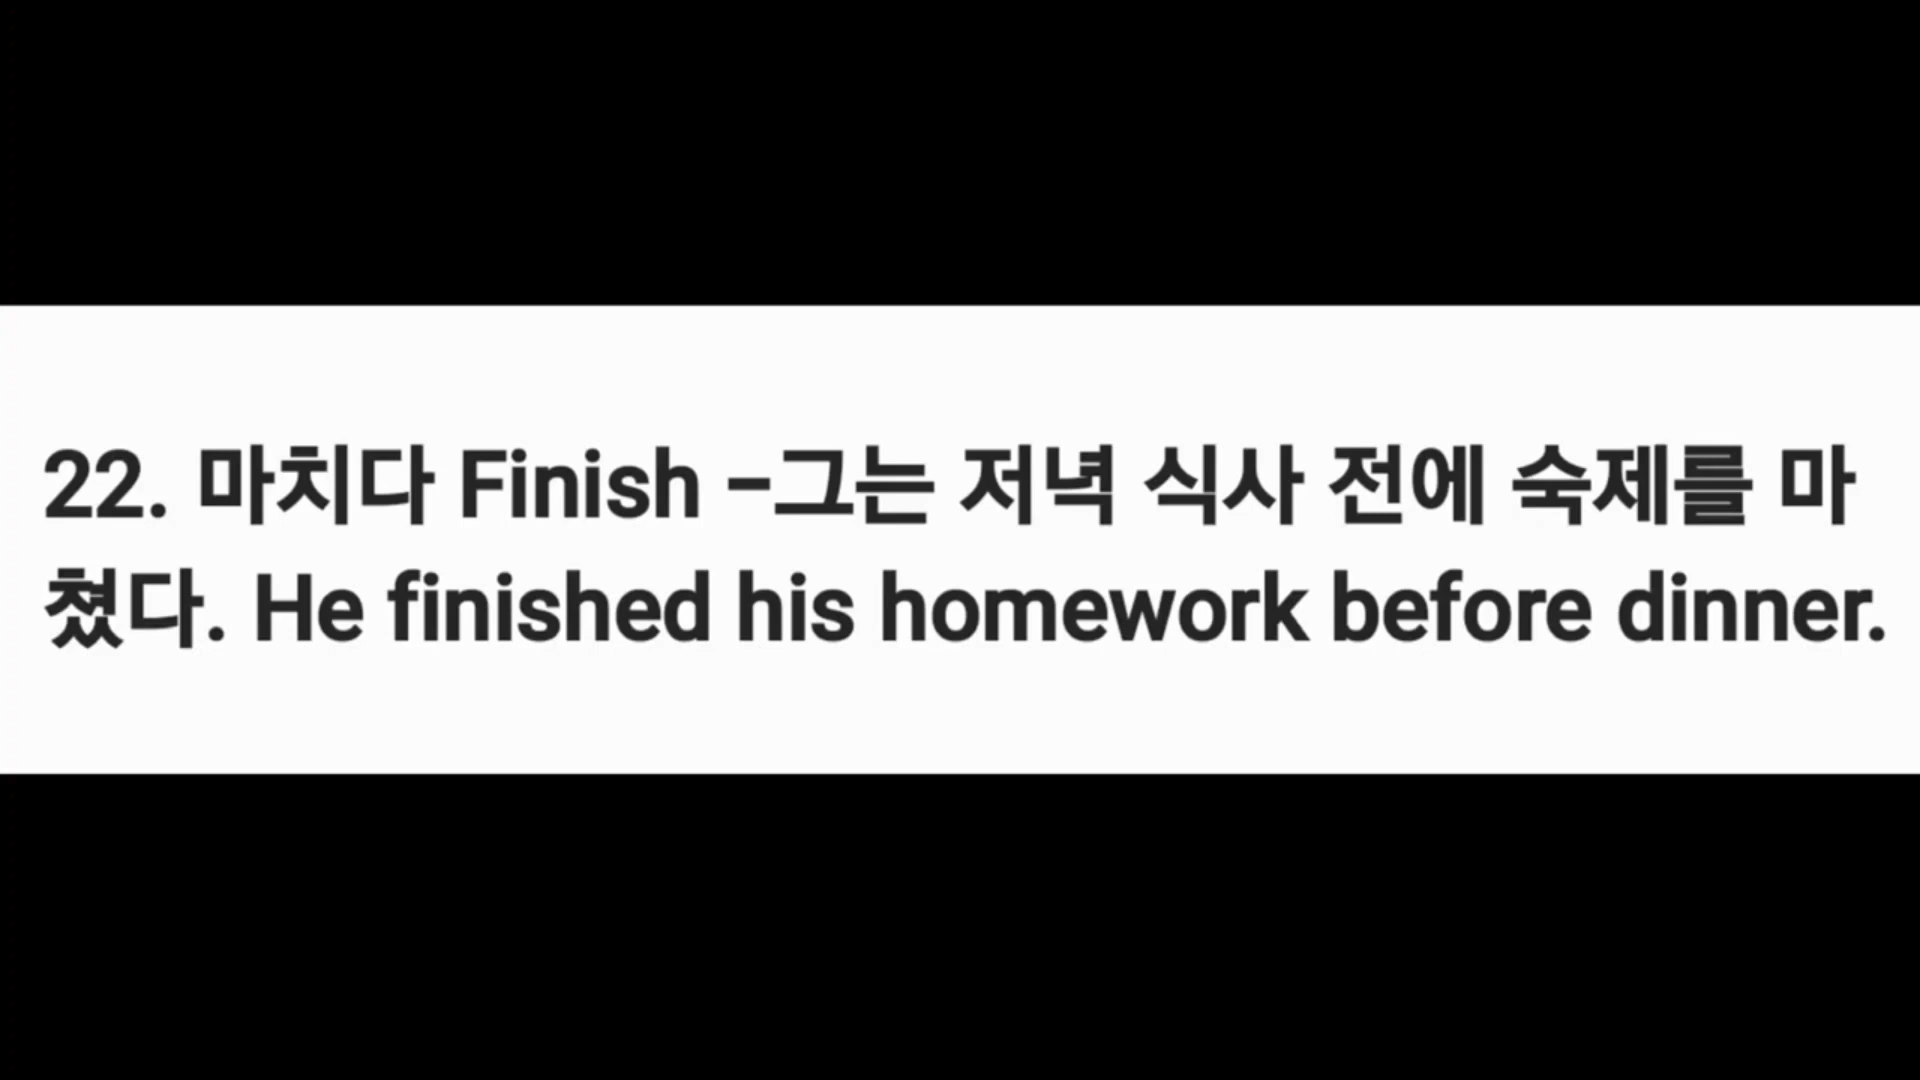 22. 마치다 Finish -그는 저녁 식사 전에 숙제를 마
쳤다. He finished his homework before dinner.